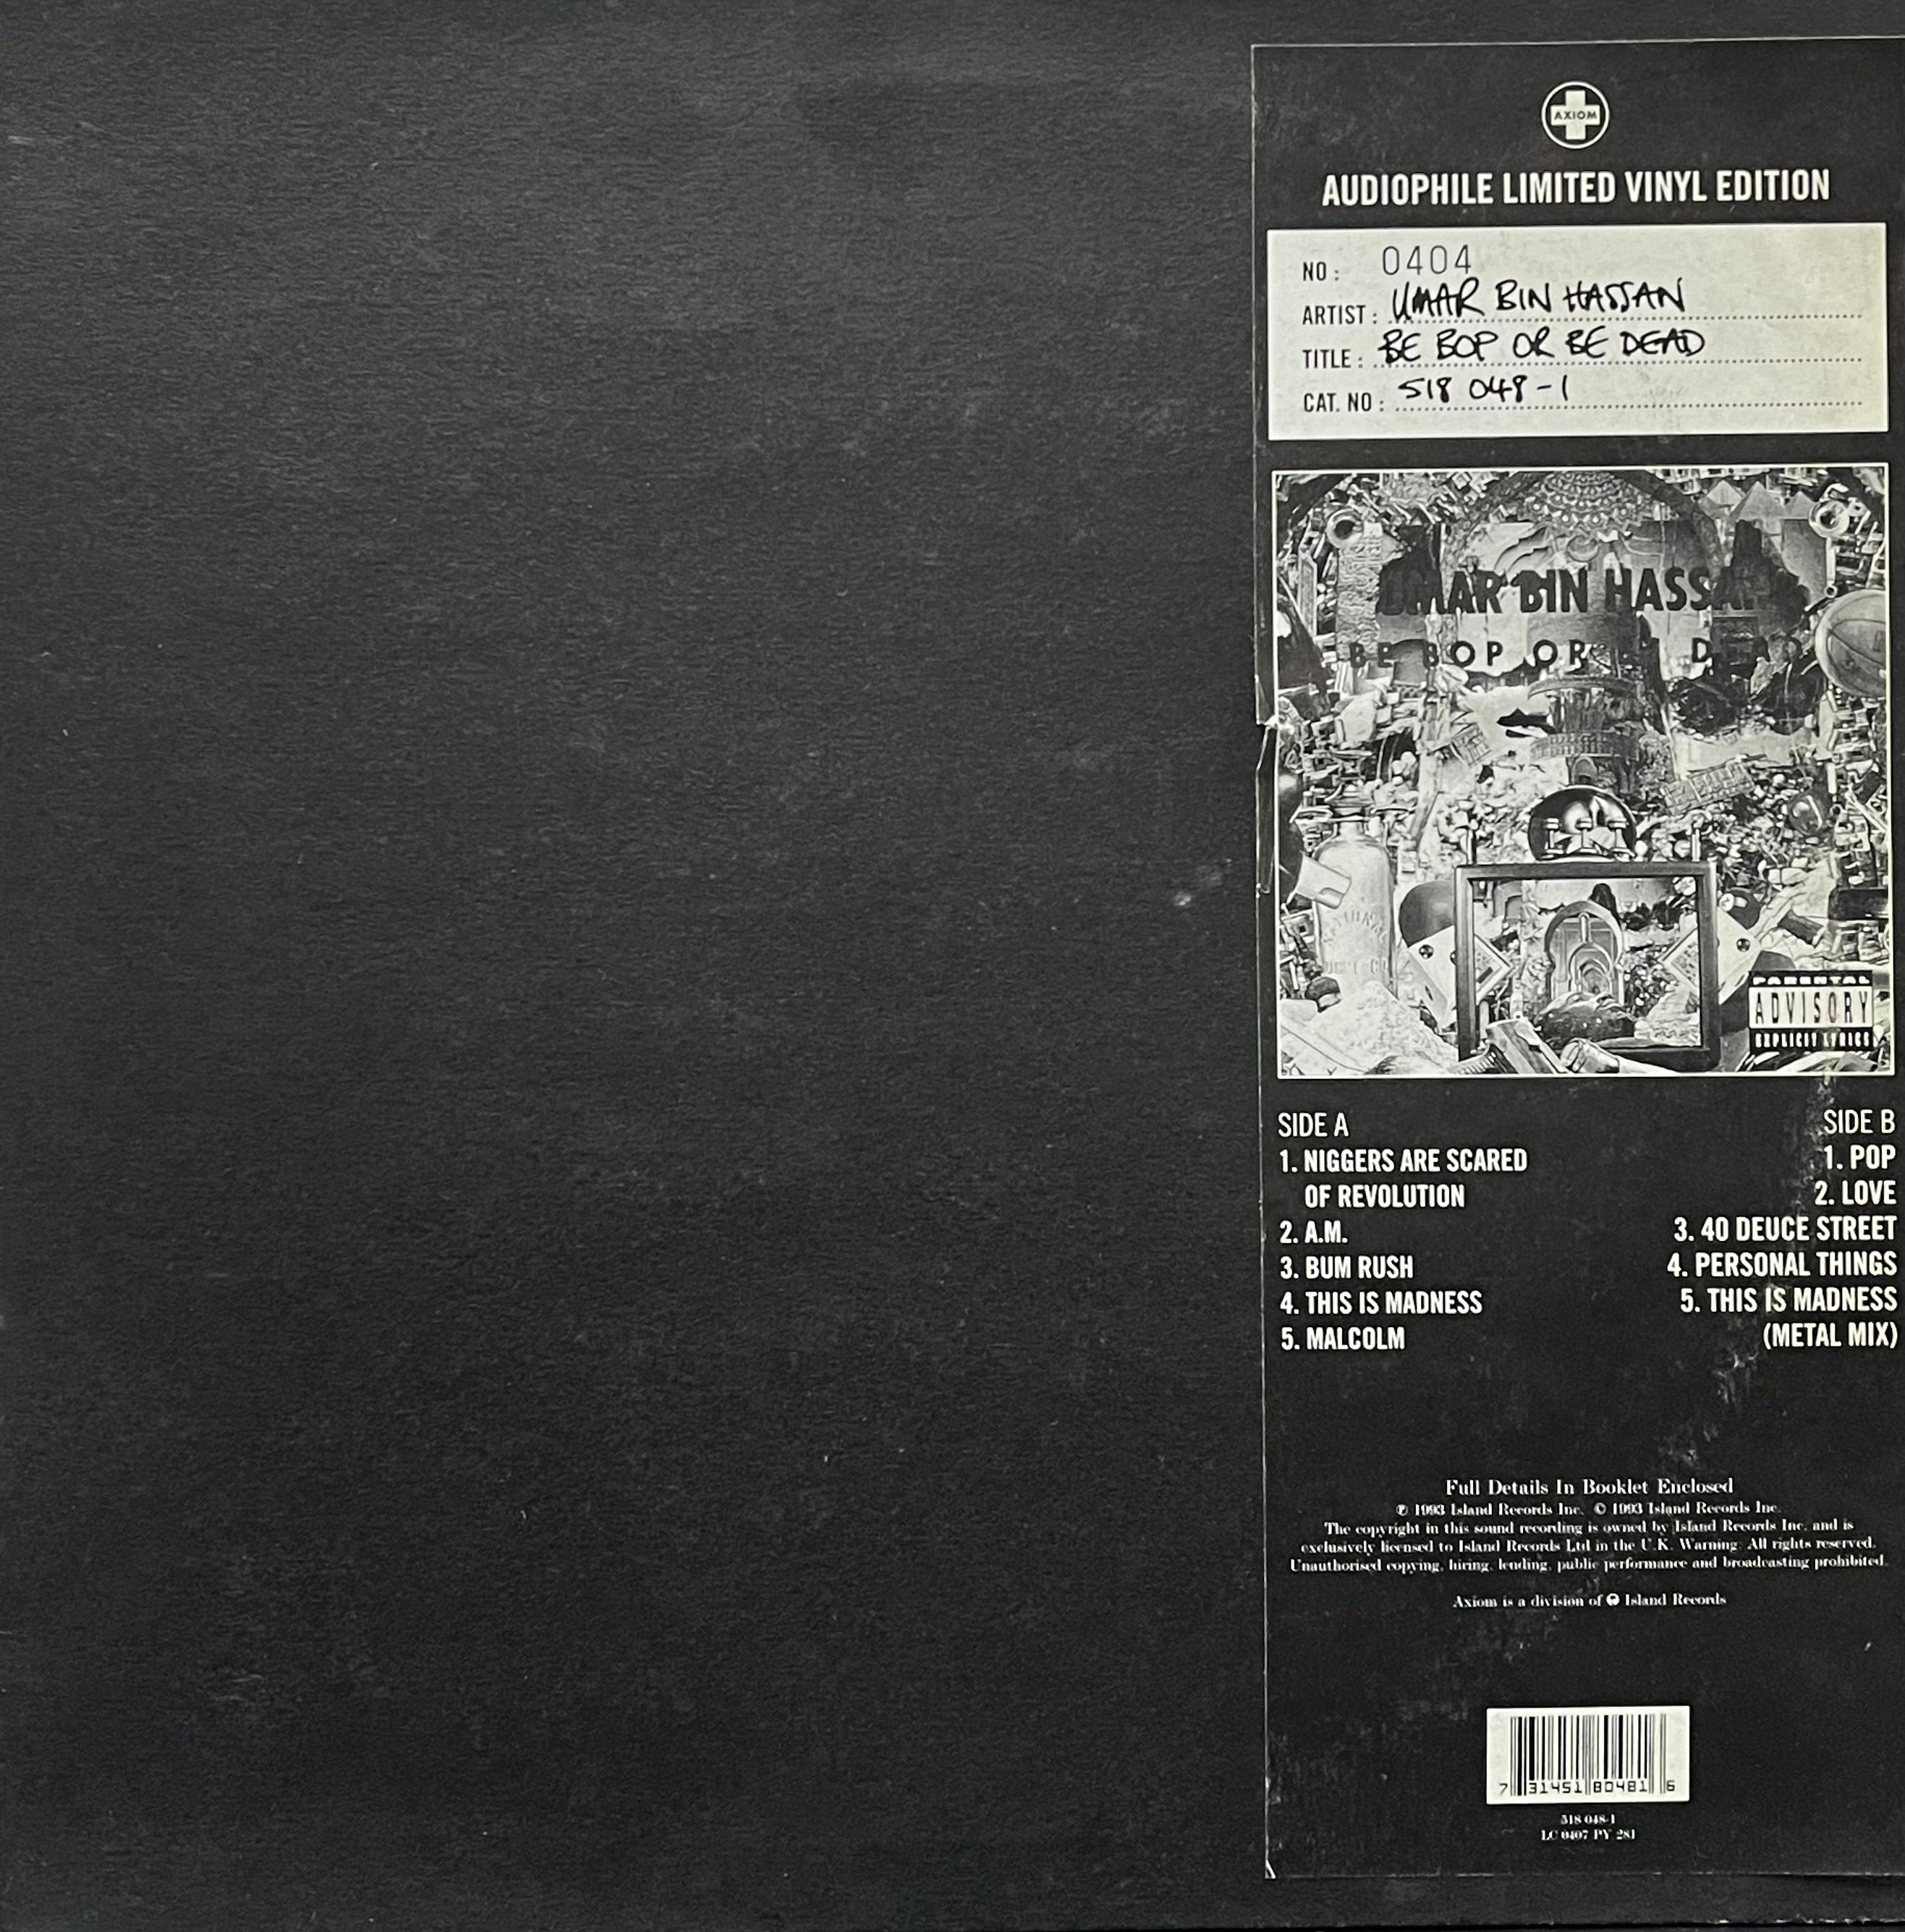 AXIOM
AUDIOPHILE LIMITED VINYL EDITION
NO: 0404
ARTIST: UMAR BIN HASSAN
TITLE: BE BOP OR BE DEAD
CAT. NO: 518 048-1
UMAR BIN HASSAN
BE BOP OR BE DEAD
PARENTAL
ADVISORY
EXPLICIT LYRICS
SIDE A
1. NIGGERS ARE SCARED
OF REVOLUTION
2. A.M.
3. BUM RUSH
4. THIS IS MADNESS
5. MALCOLM
SIDE B
1. POP
2. LOVE
3. 40 DEUCE STREET
4. PERSONAL THINGS
5. THIS IS MADNESS
(METAL MIX)
Full Details In Booklet Enclosed
℗ 1993 Island Records Inc. © 1993 Island Records Inc.
The copyright in this sound recording is owned by Island Records Inc. and is
exclusively licensed to Island Records Ltd in the U.K. Warning: All rights reserved.
Unauthorised copying, hiring, lending, public performance and broadcasting prohibited.
Axiom is a division of Island Records
7 31451 80481 6
518 048-1
LC 0407 PY 281